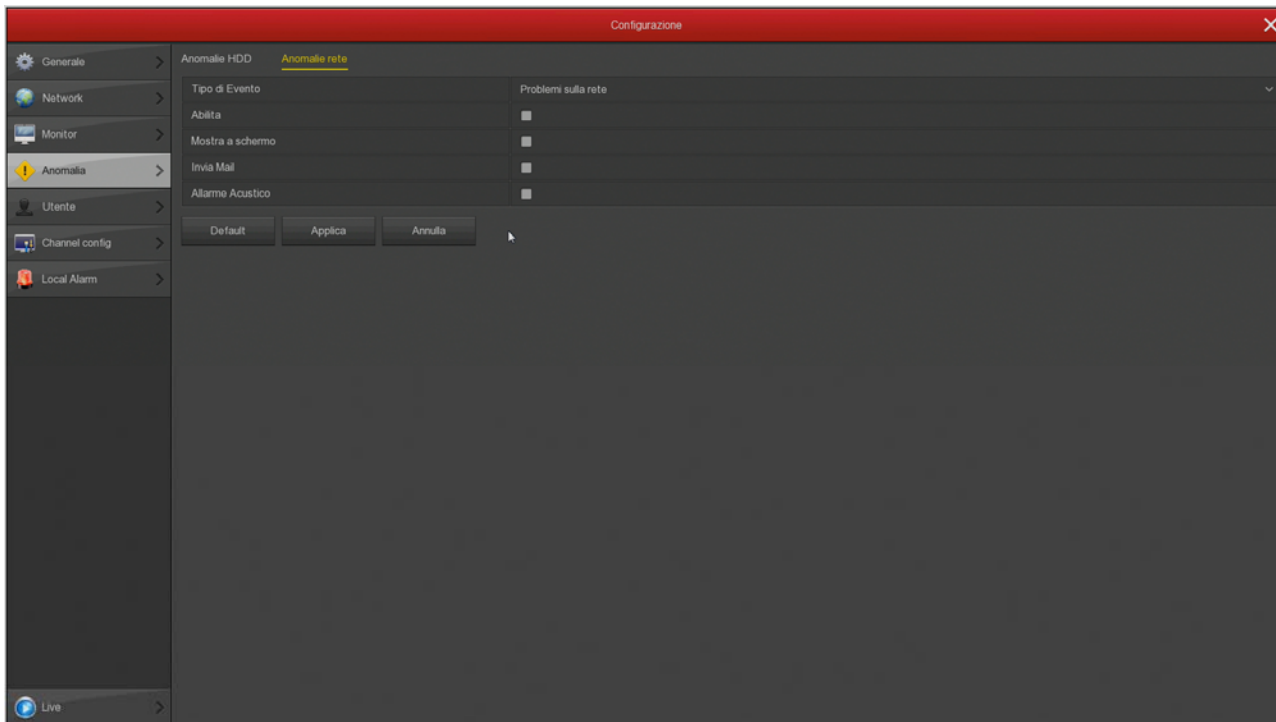 Configurazione
Generale
Network
Monitor
Anomalia
Utente
Channel config
Local Alarm
Live
Anomalie HDD Anomalie rete
Tipo di Evento Problemi sulla rete
Abilita
Mostra a schermo
Invia Mail
Allarme Acustico
Default Applica Annulla